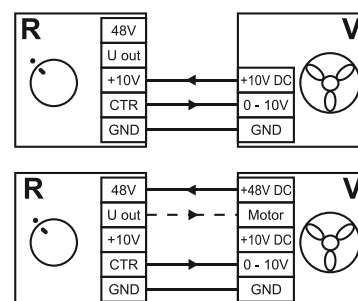 R
V
48V
U out
+10V
+10V DC
CTR
0 - 10V
GND
GND
R
V
48V
+48V DC
U out
Motor
+10V
+10V DC
CTR
0 - 10V
GND
GND